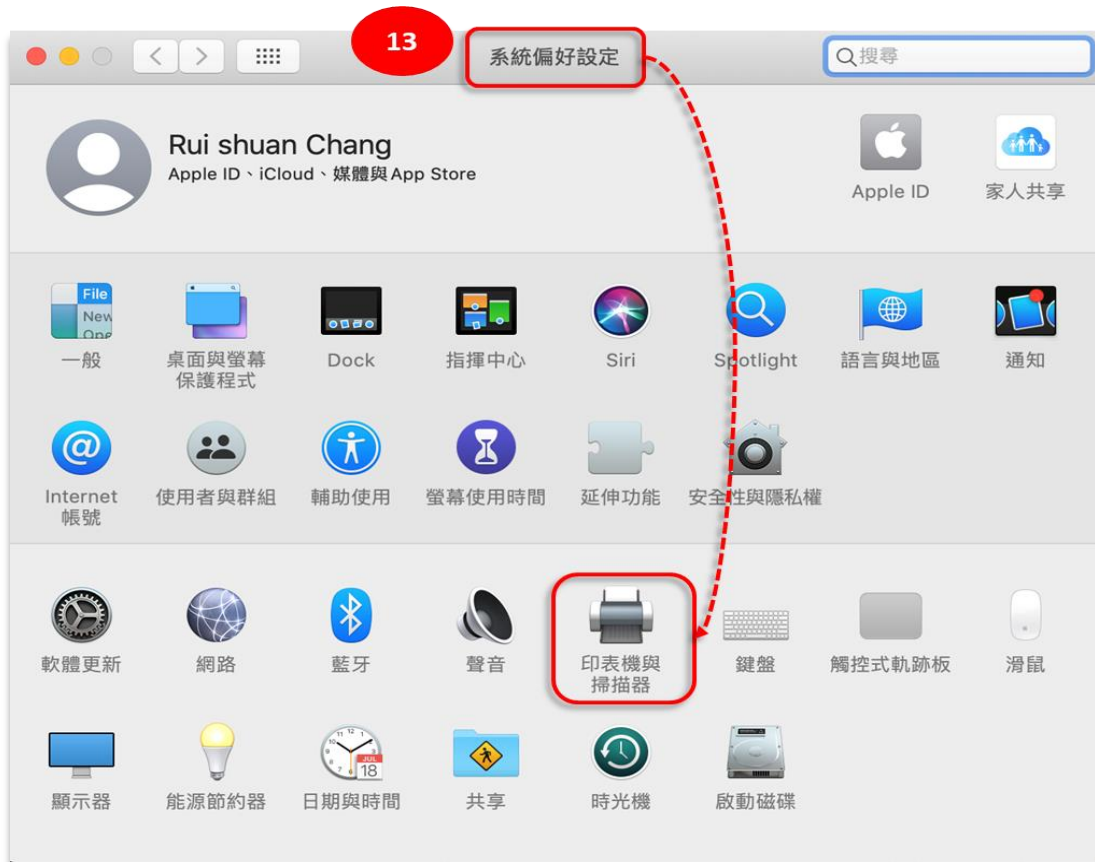 13
系統偏好設定
搜尋
Rui shuan Chang
Apple ID、iCloud、媒體與 App Store
Apple ID
家人共享
File
New
Ope
一般
桌面與螢幕
保護程式
Dock
指揮中心
Siri
Spotlight
語言與地區
通知
@
Internet
帳號
使用者與群組
輔助使用
螢幕使用時間
延伸功能
安全性與隱私權
軟體更新
網路
藍牙
聲音
印表機與
掃描器
鍵盤
觸控式軌跡板
滑鼠
顯示器
能源節約器
JUL
18
日期與時間
共享
時光機
啟動磁碟